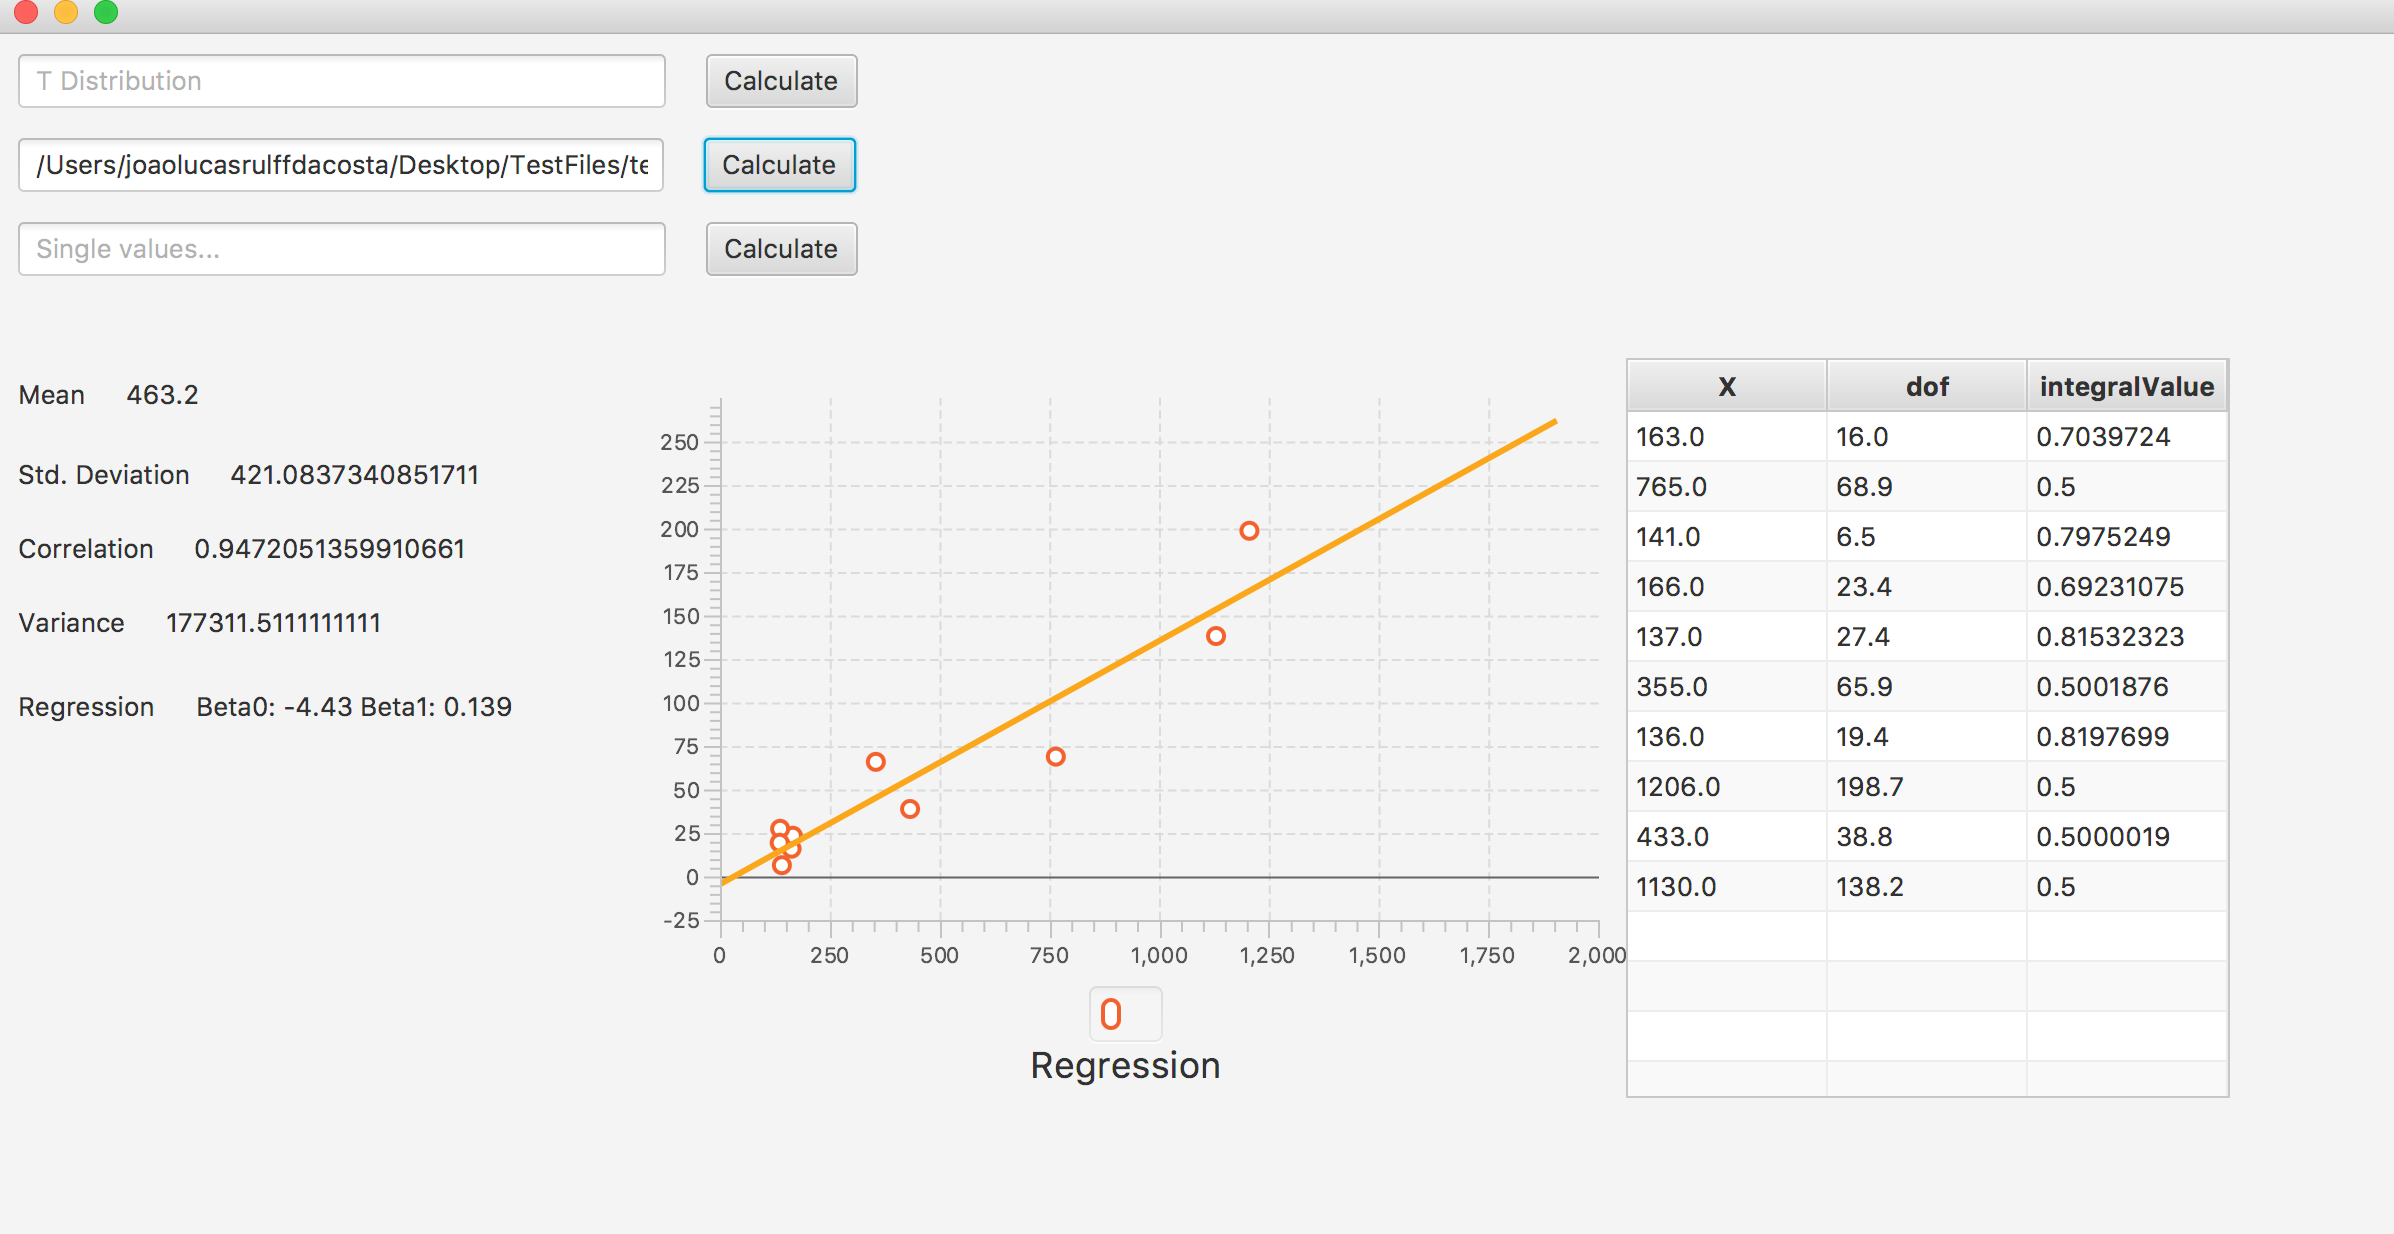 T Distribution Calculate
/Users/joaolucasrulffdacosta/Desktop/TestFiles/te Calculate
Single values... Calculate
Mean 463.2
Std. Deviation 421.0837340851711
Correlation 0.9472051359910661
Variance 177311.5111111111
Regression Beta0: -4.43 Beta1: 0.139
250
225
200
175
150
125
100
75
50
25
0
-25
0 250 500 750 1,000 1,250 1,500 1,750 2,000
Regression
X dof integralValue
163.0 16.0 0.7039724
765.0 68.9 0.5
141.0 6.5 0.7975249
166.0 23.4 0.69231075
137.0 27.4 0.81532323
355.0 65.9 0.5001876
136.0 19.4 0.8197699
1206.0 198.7 0.5
433.0 38.8 0.5000019
1130.0 138.2 0.5